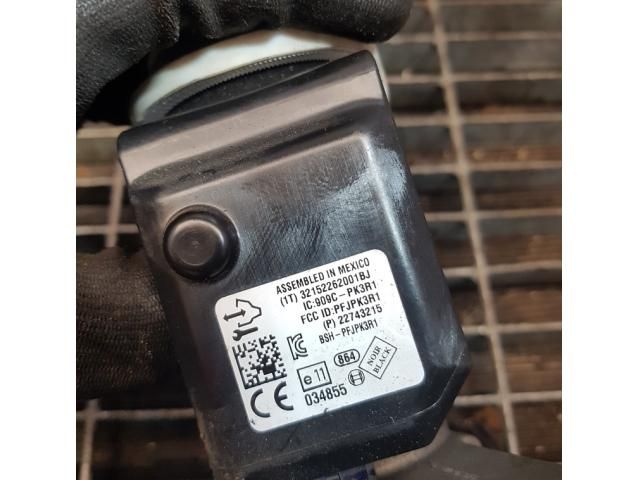 ASSEMBLED IN MEXICO
(1T) 32152262001BJ
IC:909C-PK3R1
FCC ID:PFJPK3R1
(P) 22743215
BSH-PFJPK3R1
864
NOIR
BLACK
e11
034855
CE